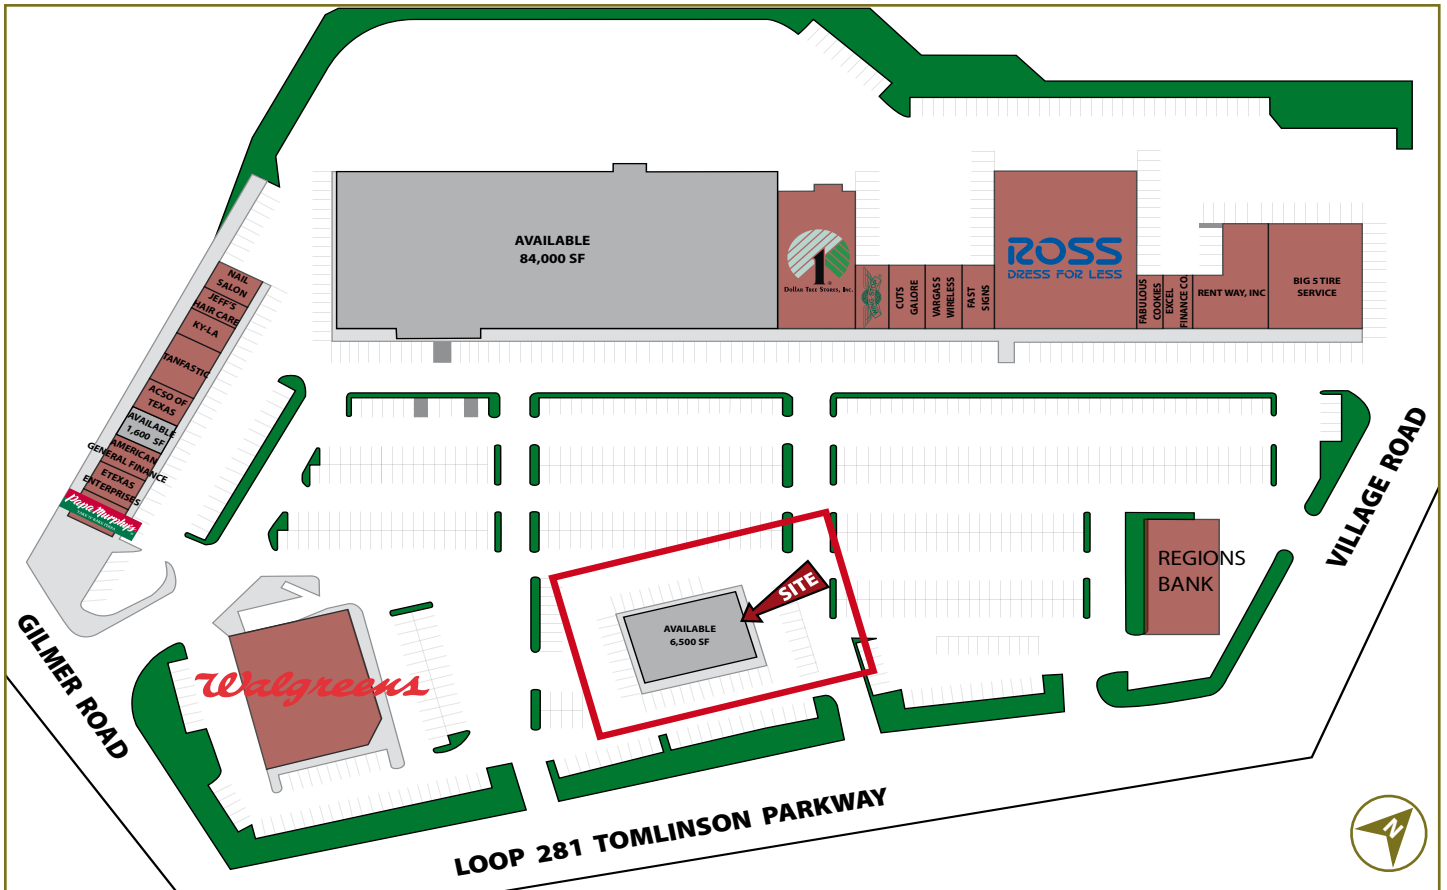 AVAILABLE
84,000 SF
Dollar Tree Stores, Inc.
CUTS
GALORE
VARGASS
WIRELESS
FAST
SIGNS
ROSS
DRESS FOR LESS
FABULOUS
COOKIES
EXCEL
FINANCE CO.
RENT WAY, INC
BIG 5 TIRE
SERVICE
NAIL
SALON
JEFF'S
HAIR CARE
KY-LA
TANFASTIC
ACSO OF
TEXAS
AVAILABLE
1,600 SF
AMERICAN
GENERAL FINANCE
ETEXAS
ENTERPRISES
Papa Murphy's
SITE
AVAILABLE
6,500 SF
REGIONS
BANK
Walgreens
GILMER ROAD
VILLAGE ROAD
LOOP 281 TOMLINSON PARKWAY
N